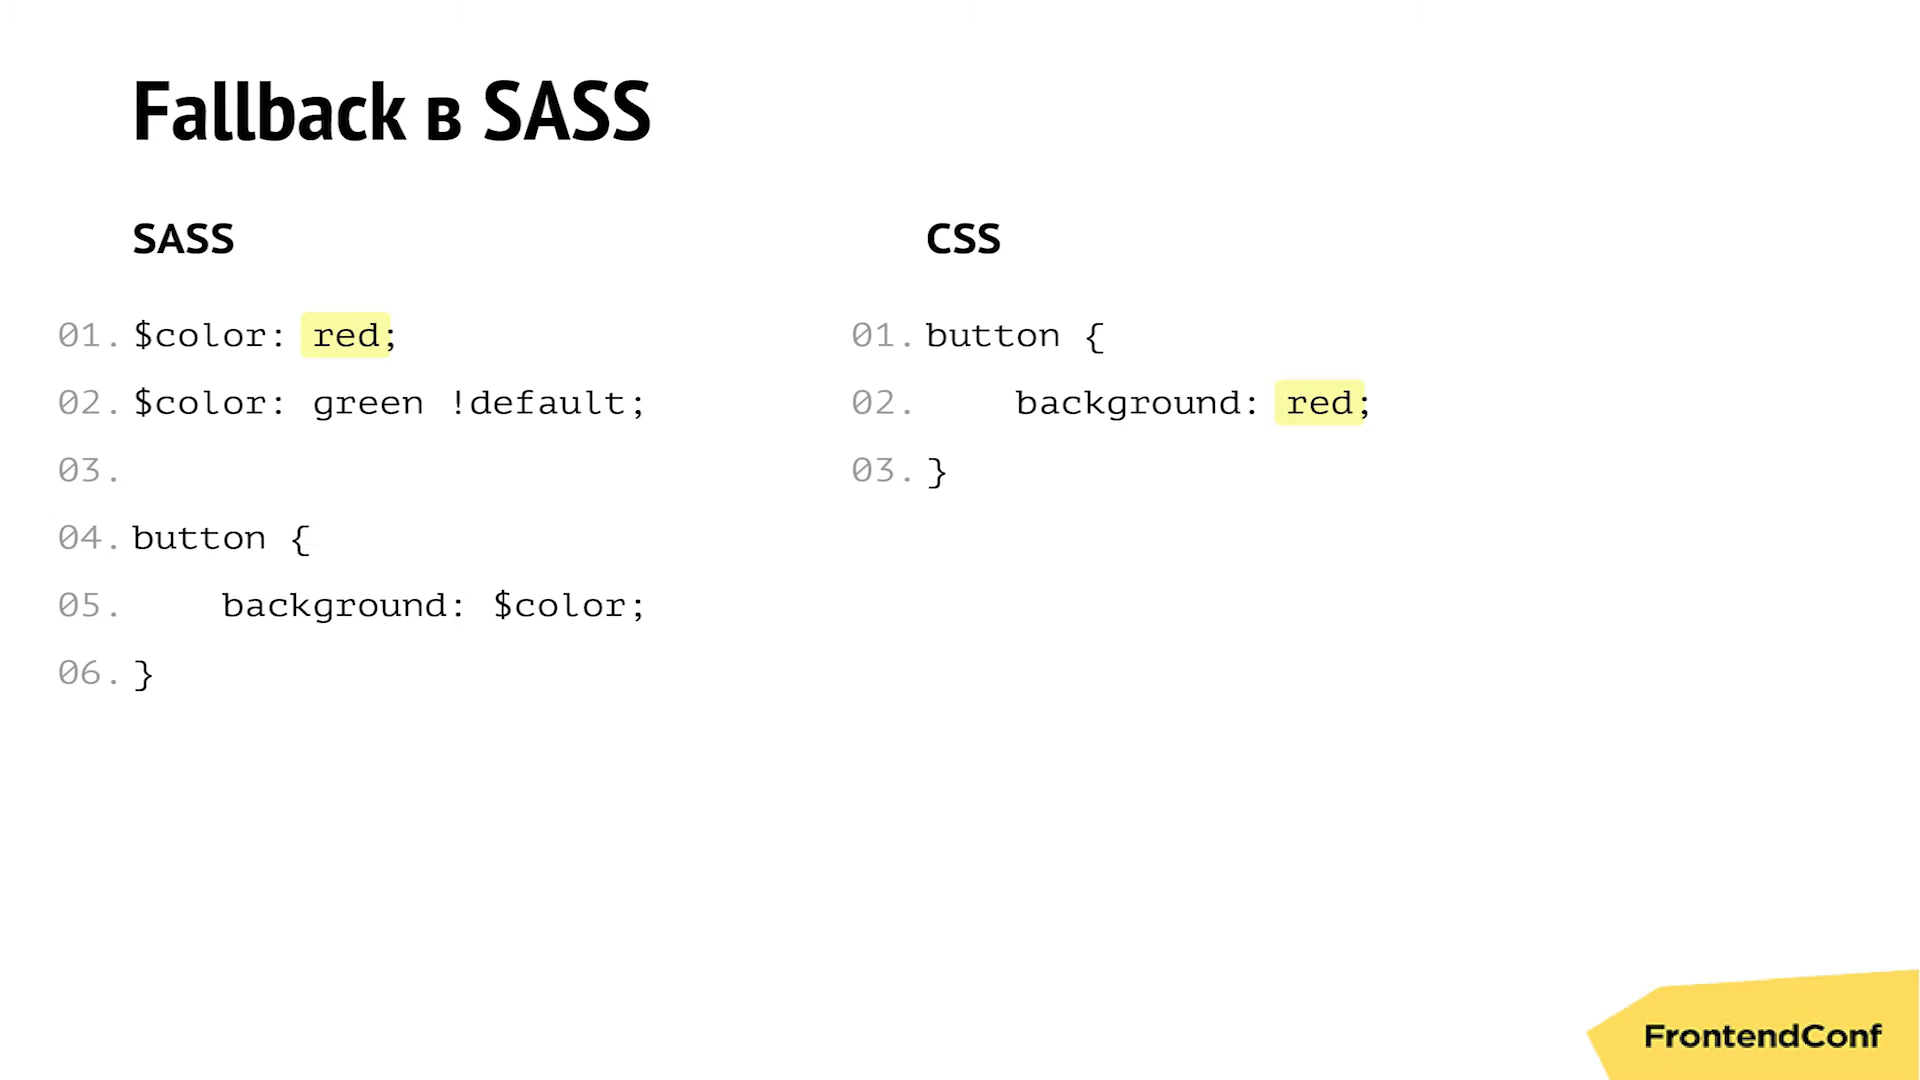 Fallback в SASS
SASS
01. $color: red;
02. $color: green !default;
03.
04. button {
05.     background: $color;
06. }
CSS
01. button {
02.     background: red;
03. }
FrontendConf